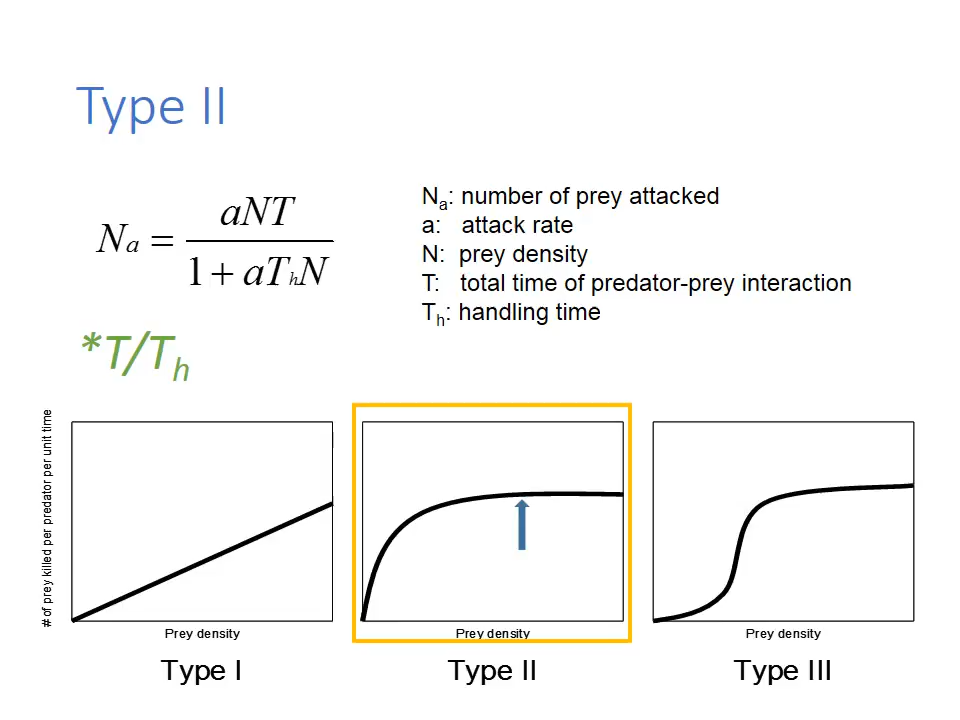 Type II
Na = aNT / 1 + aThN
Na: number of prey attacked
a: attack rate
N: prey density
T: total time of predator-prey interaction
Th: handling time
*T/Th
# of prey killed per predator per unit time
Prey density
Prey density
Prey density
Type I
Type II
Type III